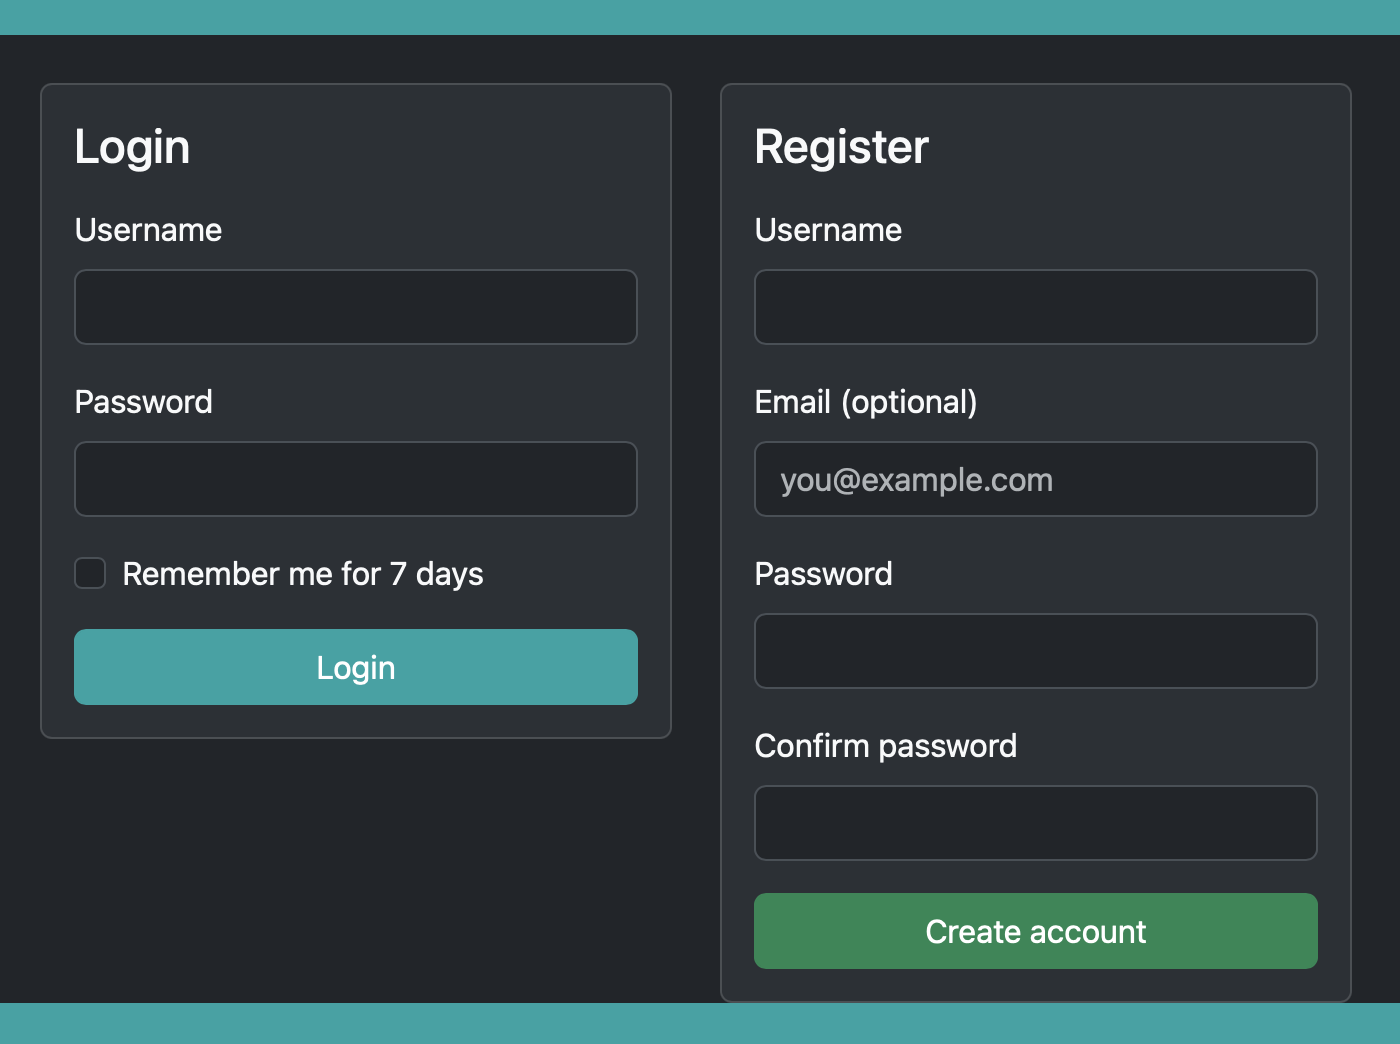 Login
Username
Password
Remember me for 7 days
Login
Register
Username
Email (optional)
you@example.com
Password
Confirm password
Create account